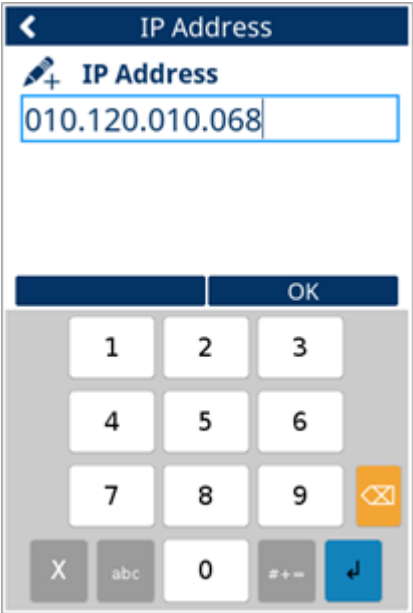 IP Address
IP Address
010.120.010.068
OK
1 2 3
4 5 6
7 8 9
X abc 0 #+=